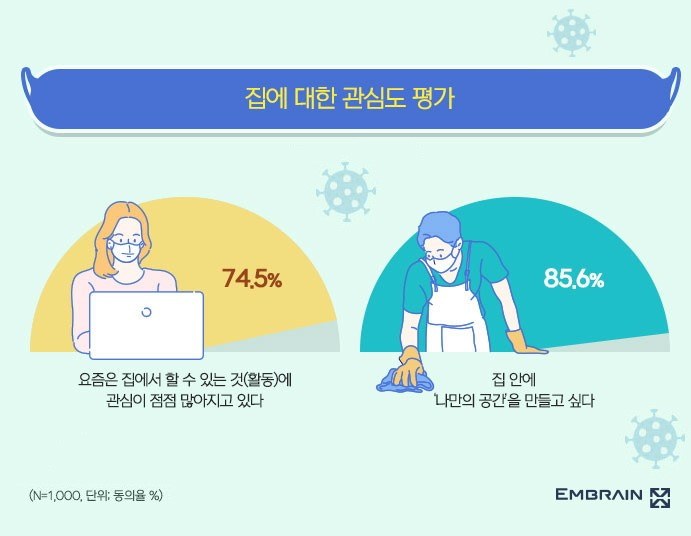 집에 대한 관심도 평가
74.5%
85.6%
요즘은 집에서 할 수 있는 것(활동)에
관심이 점점 많아지고 있다
집 안에
'나만의 공간'을 만들고 싶다
(N=1,000, 단위: 동의율 %)
EMBRAIN